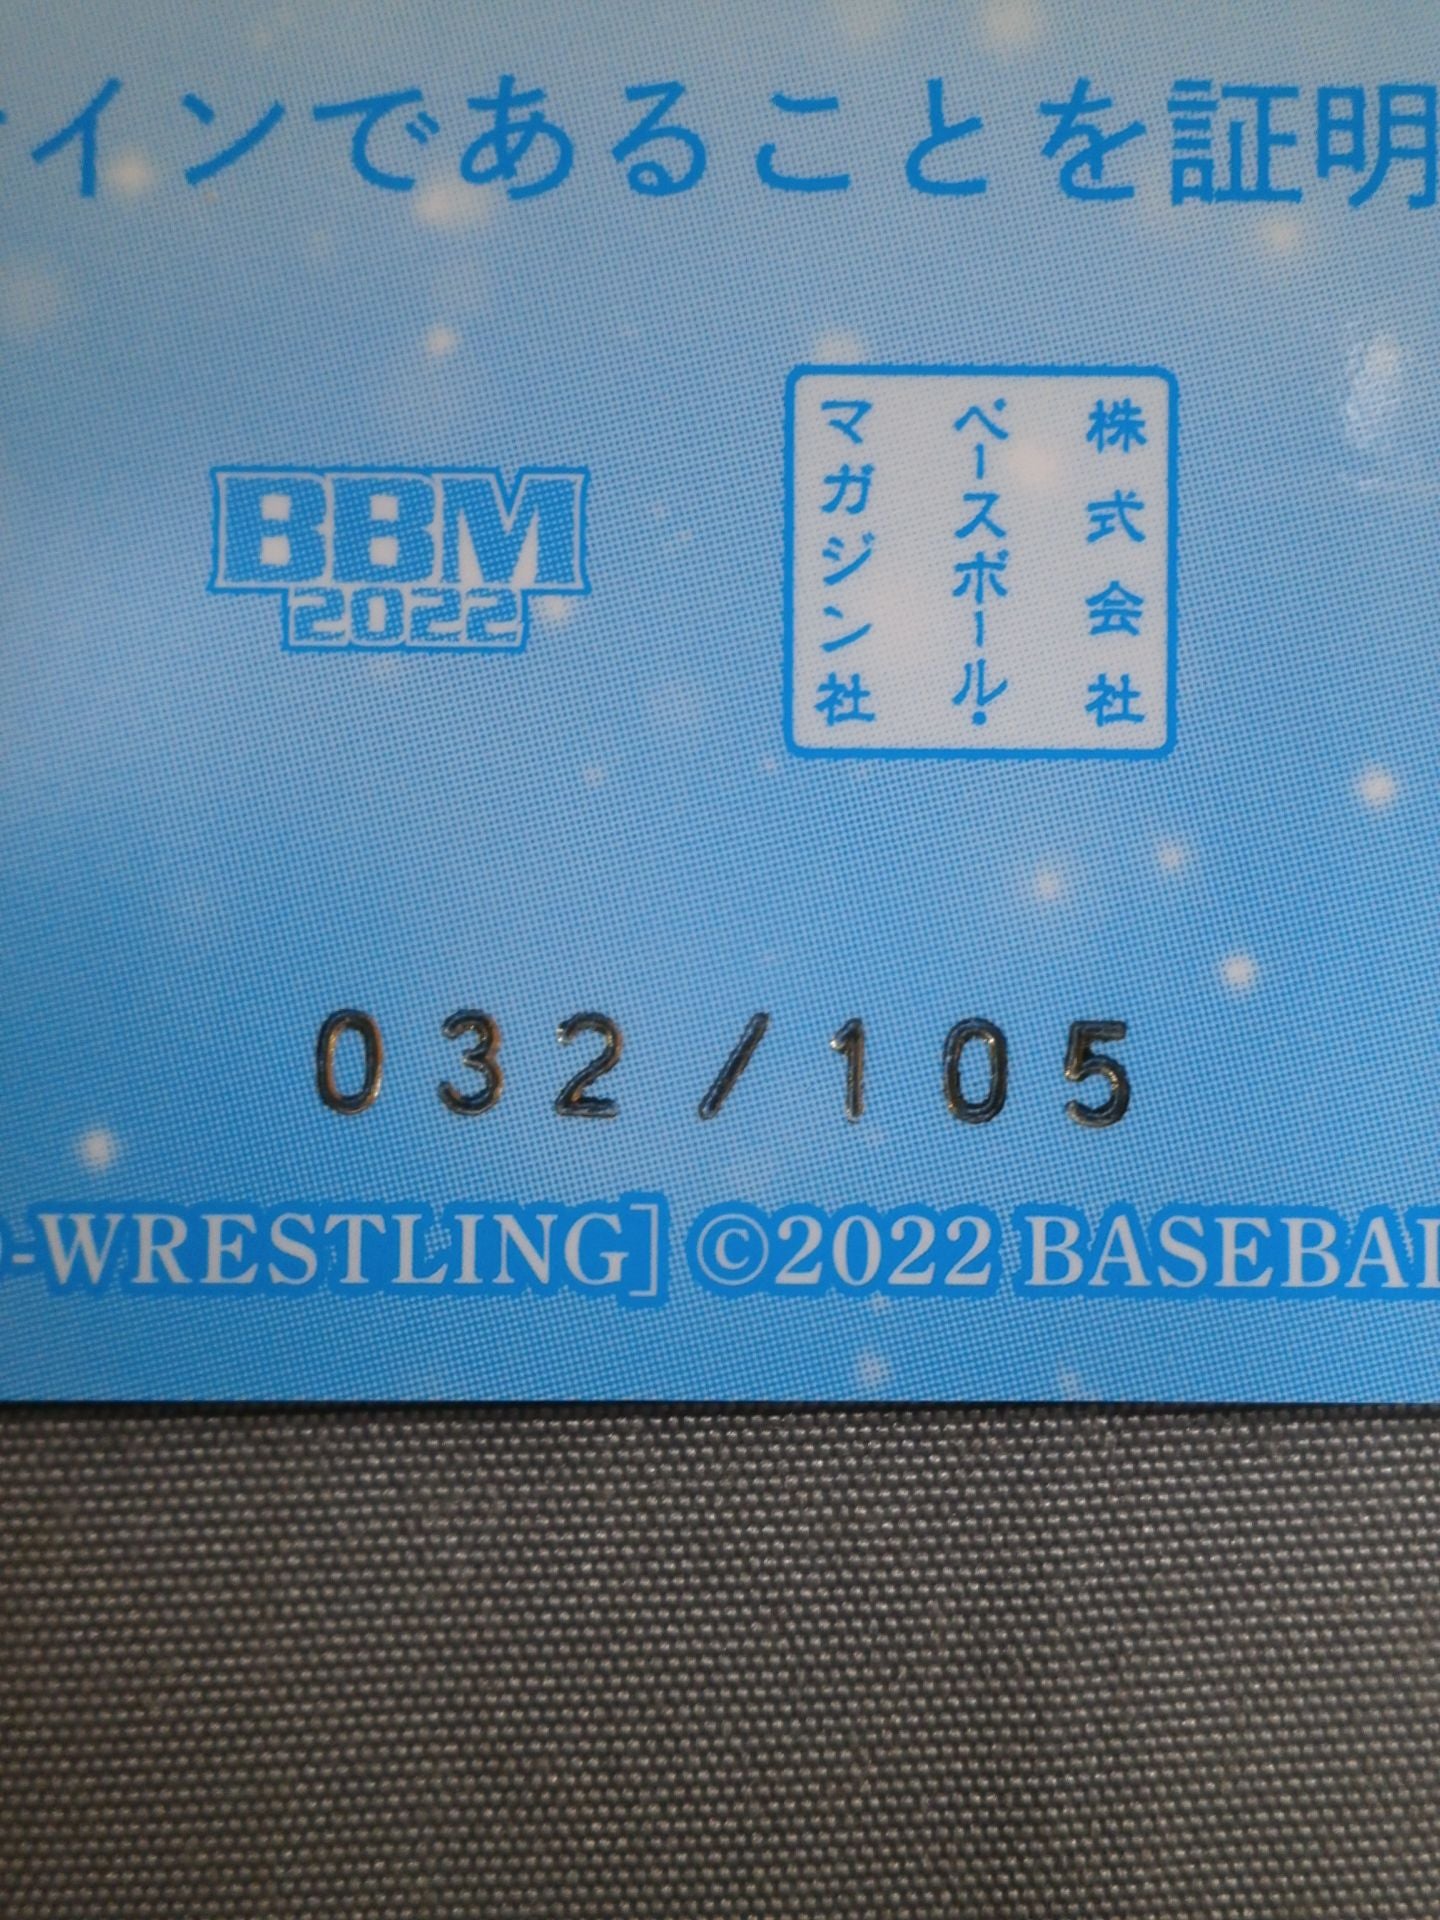 インであることを証明
BBM
2022
株式会社
ベースボール・
マガジン社
032/105
-WRESTLING] ©2022 BASEBAL